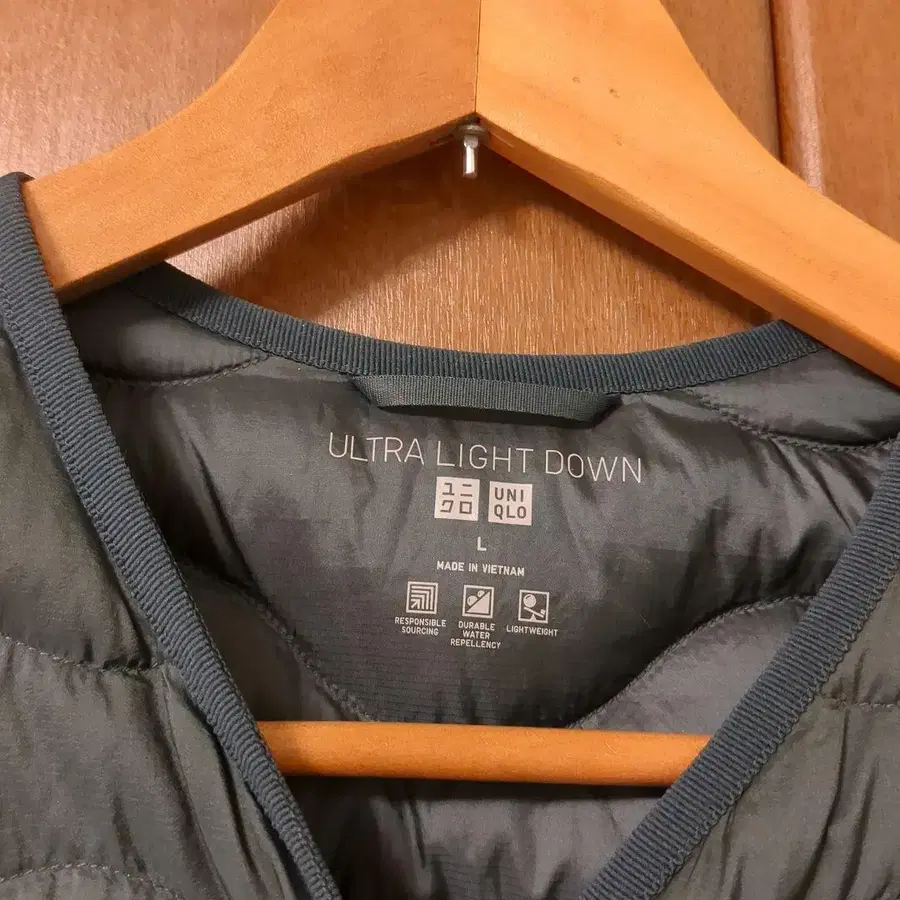 ULTRA LIGHT DOWN
ユニ
クロ
UNI
QLO
L
MADE IN VIETNAM
RESPONSIBLE
SOURCING
DURABLE
WATER
REPELLENCY
LIGHTWEIGHT